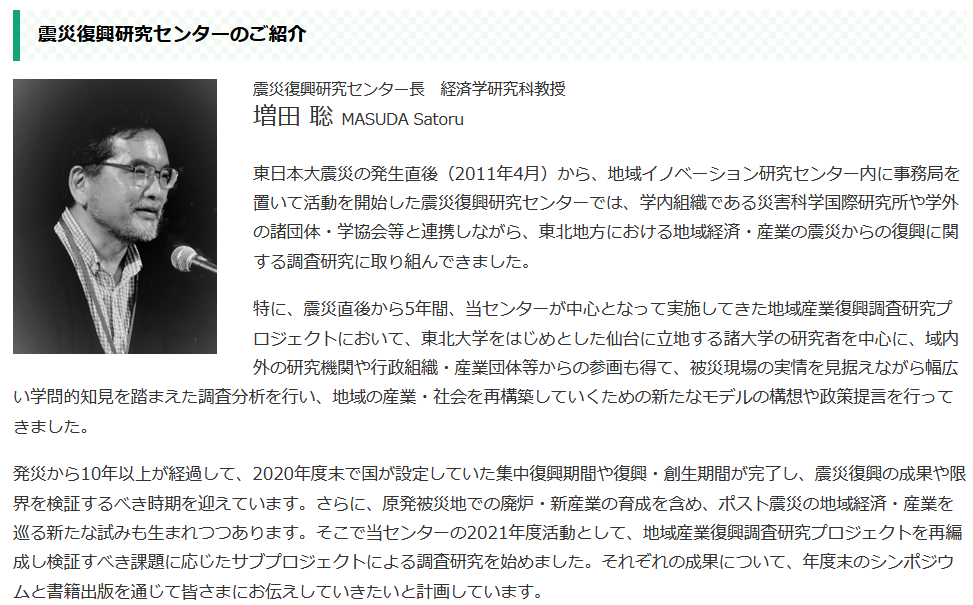 震災復興研究センターのご紹介
震災復興研究センター長　経済学研究科教授
増田 聡 MASUDA Satoru
東日本大震災の発生直後（2011年4月）から、地域イノベーション研究センター内に事務局を
置いて活動を開始した震災復興研究センターでは、学内組織である災害科学国際研究所や学外
の諸団体・学協会等と連携しながら、東北地方における地域経済・産業の震災からの復興に関
する調査研究に取り組んできました。
特に、震災直後から5年間、当センターが中心となって実施してきた地域産業復興調査研究プ
ロジェクトにおいて、東北大学をはじめとした仙台に立地する諸大学の研究者を中心に、域内
外の研究機関や行政組織・産業団体等からの参画も得て、被災現場の実情を見据えながら幅広
い学問的知見を踏まえた調査分析を行い、地域の産業・社会を再構築していくための新たなモデルの構想や政策提言を行って
きました。
発災から10年以上が経過して、2020年度末で国が設定していた集中復興期間や復興・創生期間が完了し、震災復興の成果や限
界を検証するべき時期を迎えています。さらに、原発被災地での廃炉・新産業の育成を含め、ポスト震災の地域経済・産業を
巡る新たな試みも生まれつつあります。そこで当センターの2021年度活動として、地域産業復興調査研究プロジェクトを再編
成し検証すべき課題に応じたサブプロジェクトによる調査研究を始めました。それぞれの成果について、年度末のシンポジウ
ムと書籍出版を通じて皆さまにお伝えしていきたいと計画しています。